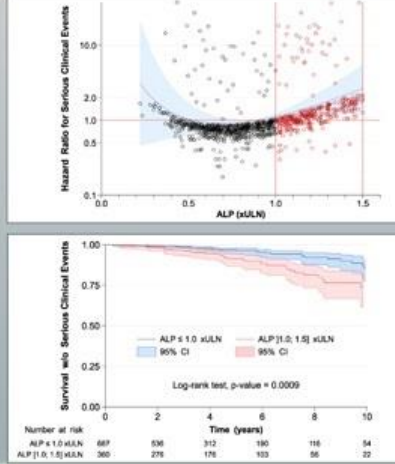 Hazard Ratio for Serious Clinical Events
10.0
2.0
1.0
0.5
0.1
0.0 0.5 1.0 1.5
ALP (xULN)
Survival w/o Serious Clinical Events
1.00
0.75
0.50
0.25
0.00
ALP ≤ 1.0 xULN ALP ]1.0; 1.5] xULN
95% CI 95% CI
Log-rank test, p-value = 0.0009
0 2 4 6 8 10
Number at risk Time (years)
ALP ≤ 1.0 xULN 667 536 312 190 116 54
ALP ]1.0; 1.5] xULN 360 276 176 103 56 22